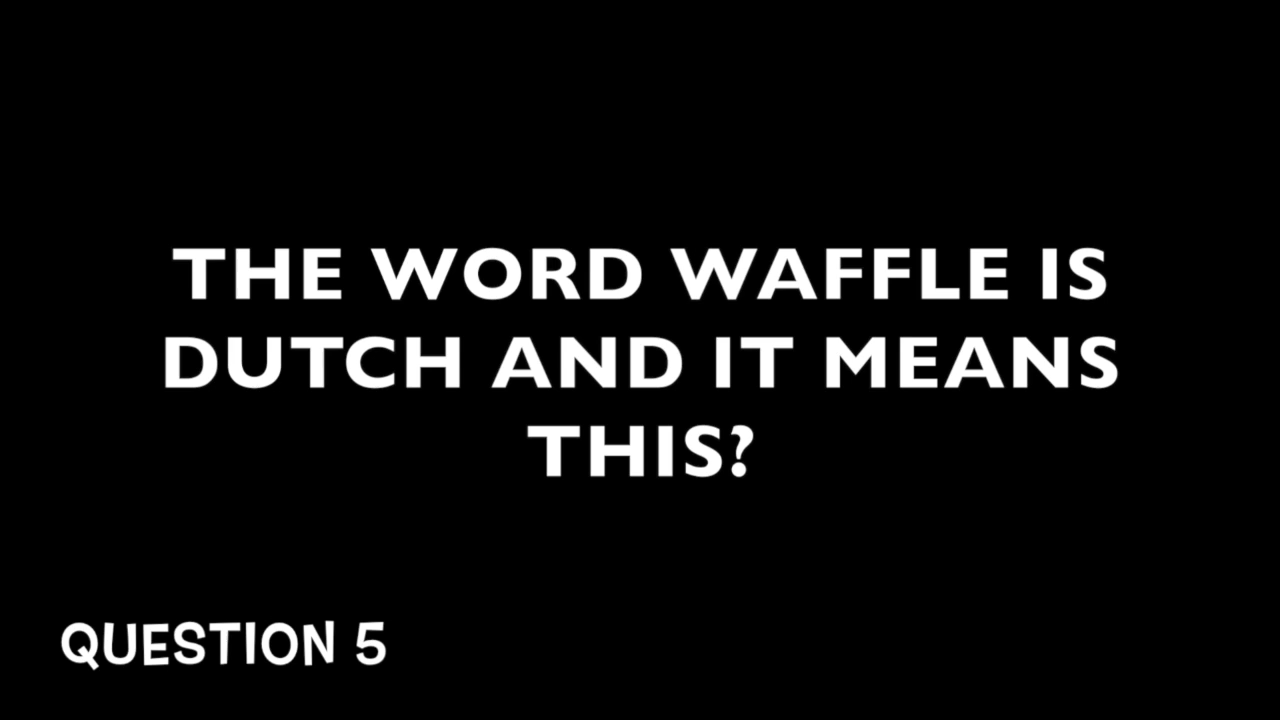 THE WORD WAFFLE IS
DUTCH AND IT MEANS
THIS?
QUESTION 5